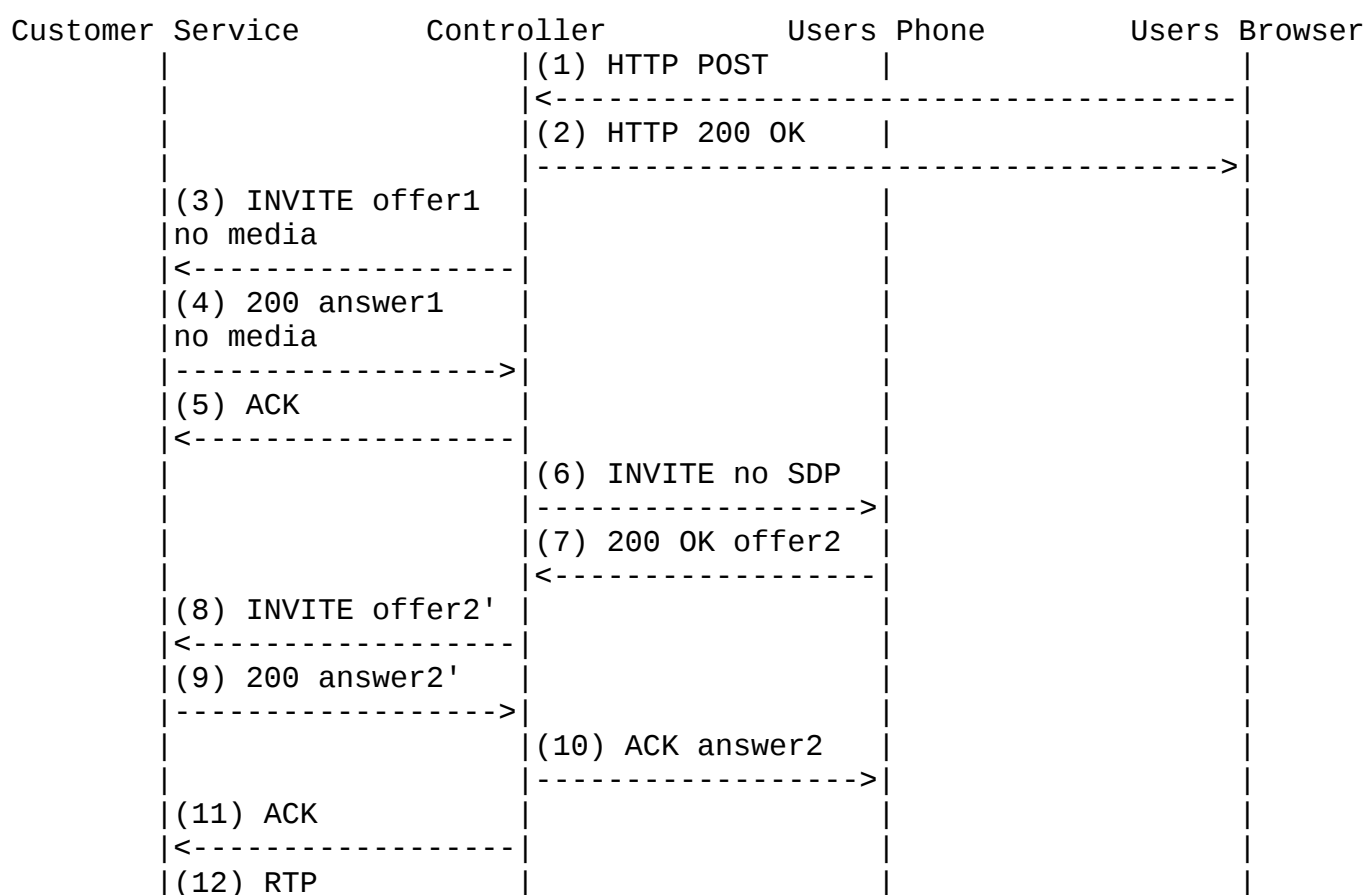 Customer Service Controller Users Phone Users Browser
(1) HTTP POST
(2) HTTP 200 OK
(3) INVITE offer1
no media
(4) 200 answer1
no media
(5) ACK
(6) INVITE no SDP
(7) 200 OK offer2
(8) INVITE offer2'
(9) 200 answer2'
(10) ACK answer2
(11) ACK
(12) RTP